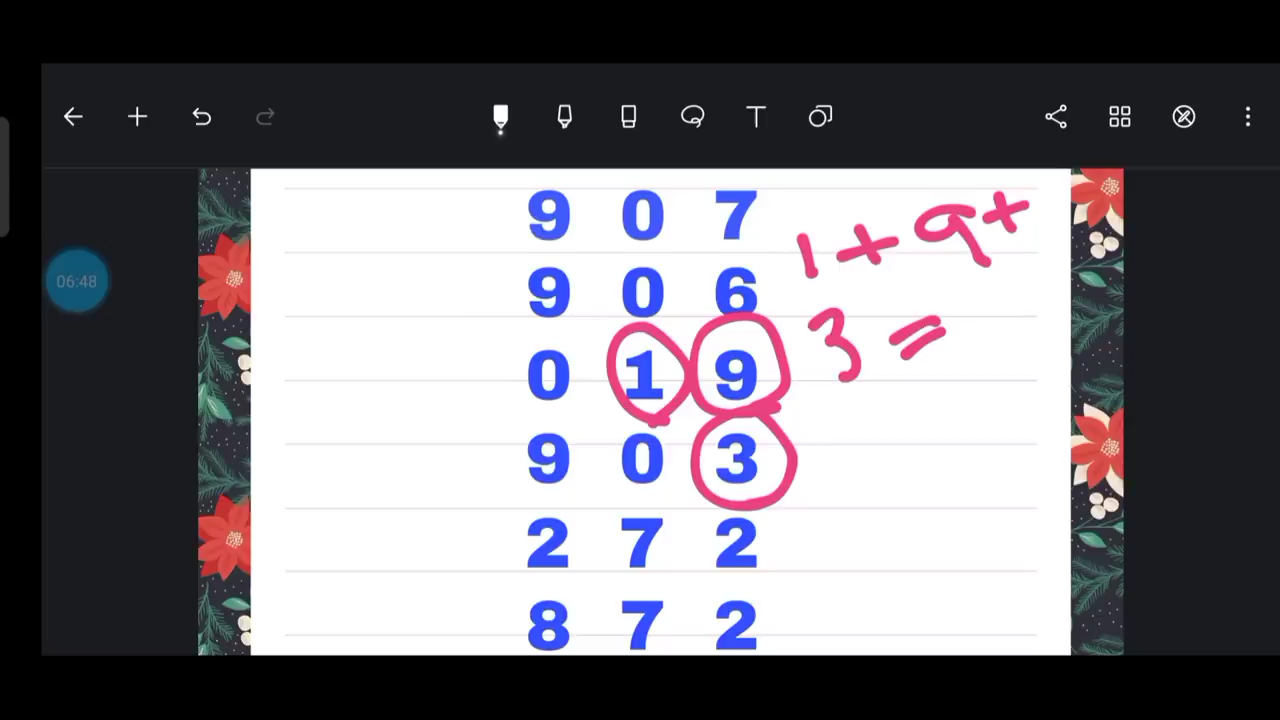 06:48
9 0 7
9 0 6
0 1 9
9 0 3
2 7 2
8 7 2
1 + 9 +
3 =